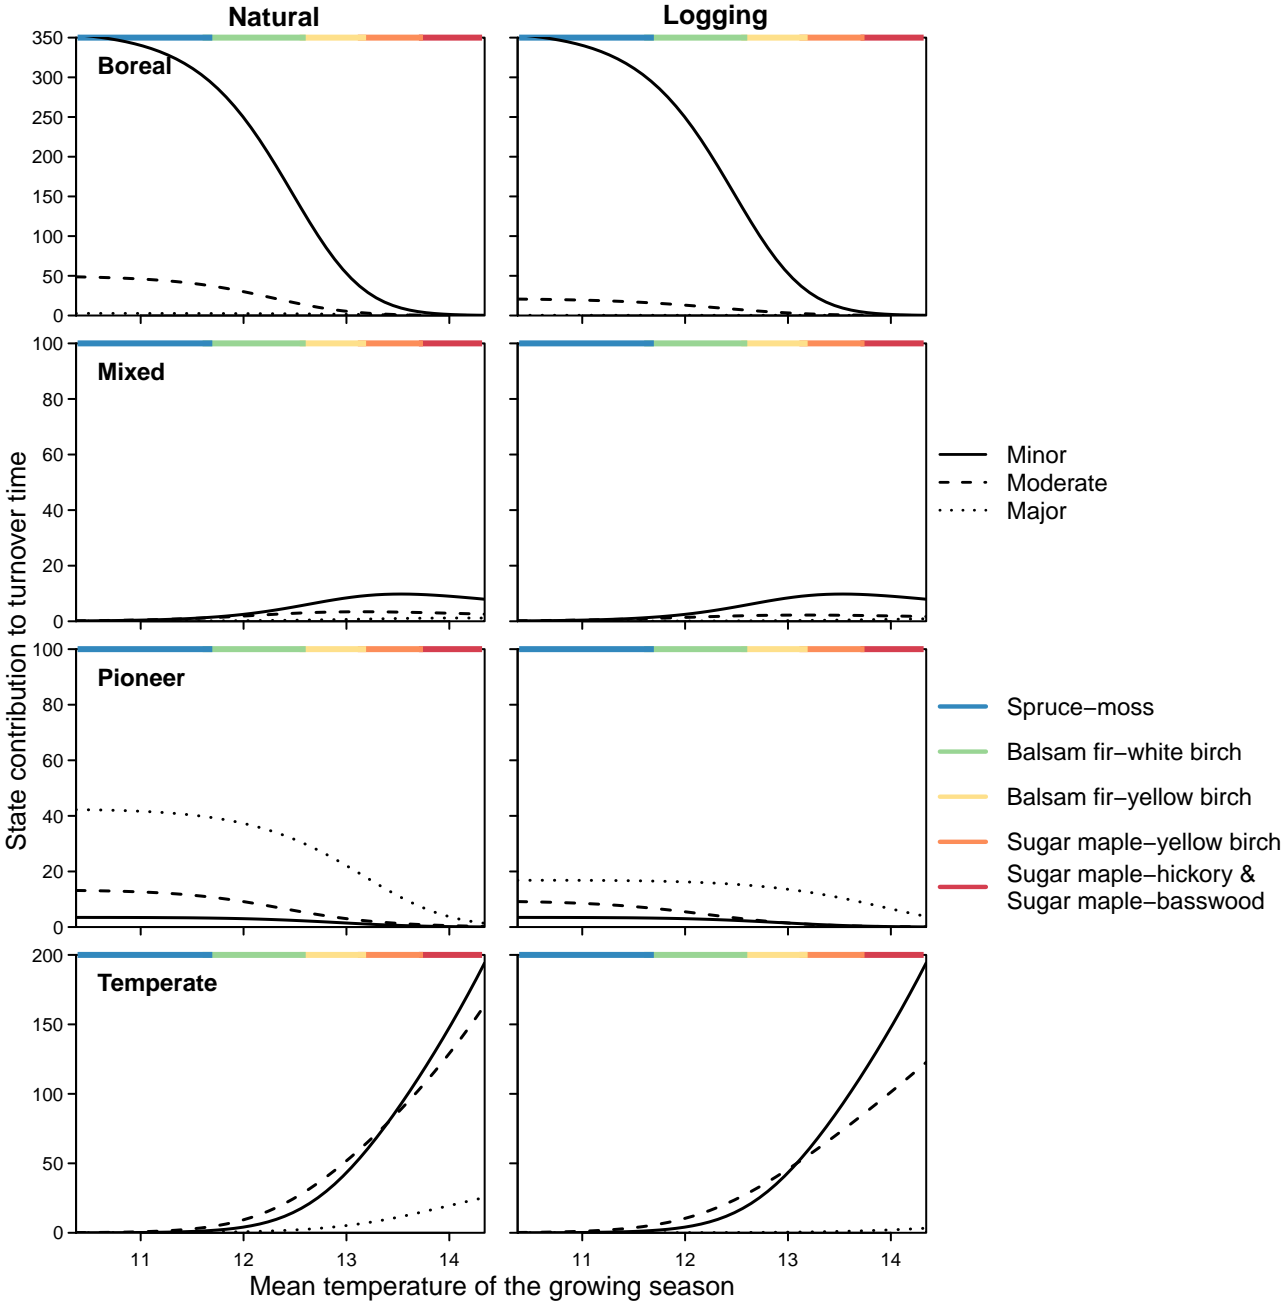 Natural
Logging
State contribution to turnover time
350
300
250
200
150
100
50
0
Boreal
100
80
60
40
20
0
Mixed
100
80
60
40
20
0
Pioneer
200
150
100
50
0
Temperate
11 12 13 14
11 12 13 14
Mean temperature of the growing season
Minor
Moderate
Major
Spruce−moss
Balsam fir−white birch
Balsam fir−yellow birch
Sugar maple−yellow birch
Sugar maple−hickory &
Sugar maple−basswood